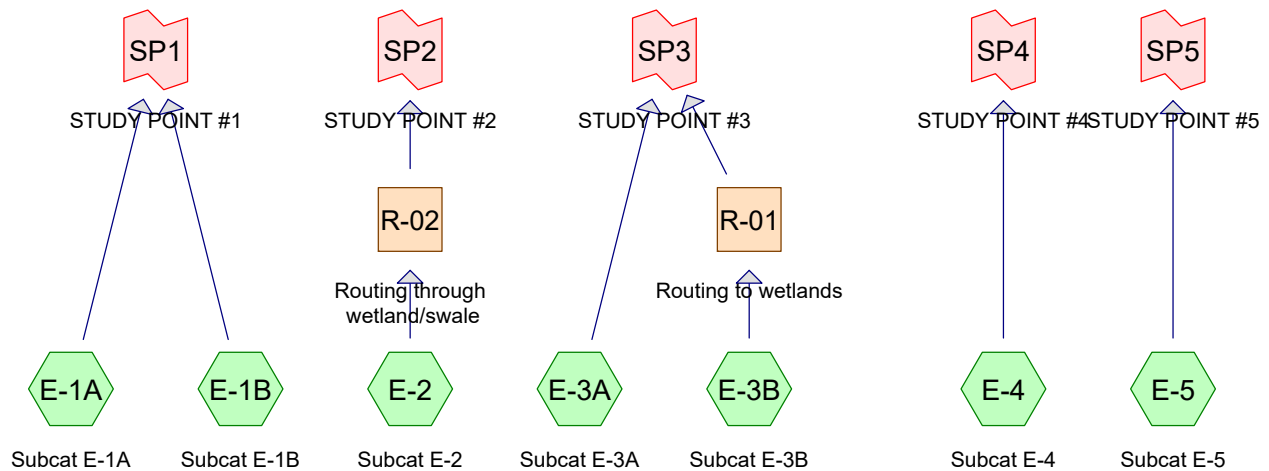 SP1
SP2
SP3
SP4
SP5
STUDY POINT #1
STUDY POINT #2
STUDY POINT #3
STUDY POINT #4
STUDY POINT #5
R-02
R-01
Routing through
wetland/swale
Routing to wetlands
E-1A
E-1B
E-2
E-3A
E-3B
E-4
E-5
Subcat E-1A
Subcat E-1B
Subcat E-2
Subcat E-3A
Subcat E-3B
Subcat E-4
Subcat E-5